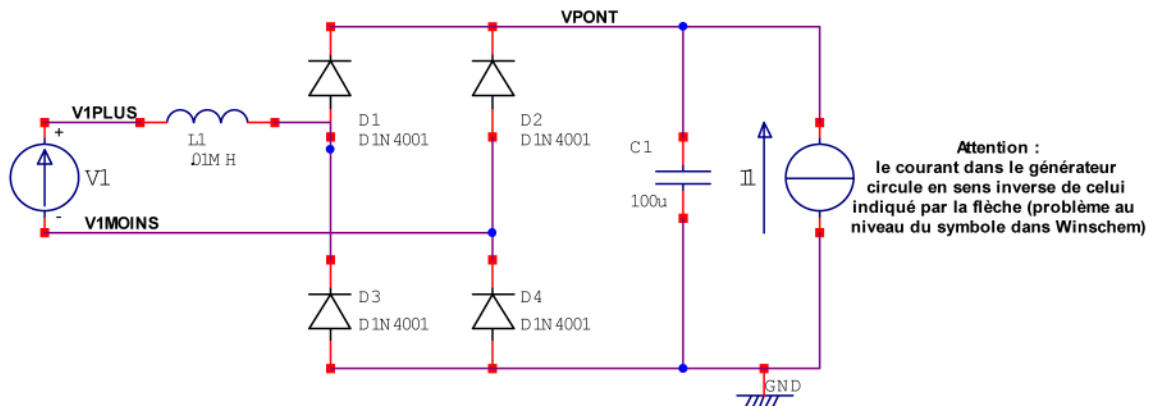 VPONT
V1PLUS
+
L1
.01MH
D1
D1N4001
D2
D1N4001
V1
-
V1MOINS
C1
100u
I1
Attention :
le courant dans le générateur
circule en sens inverse de celui
indiqué par la flèche (problème au
niveau du symbole dans Winschem)
D3
D1N4001
D4
D1N4001
GND